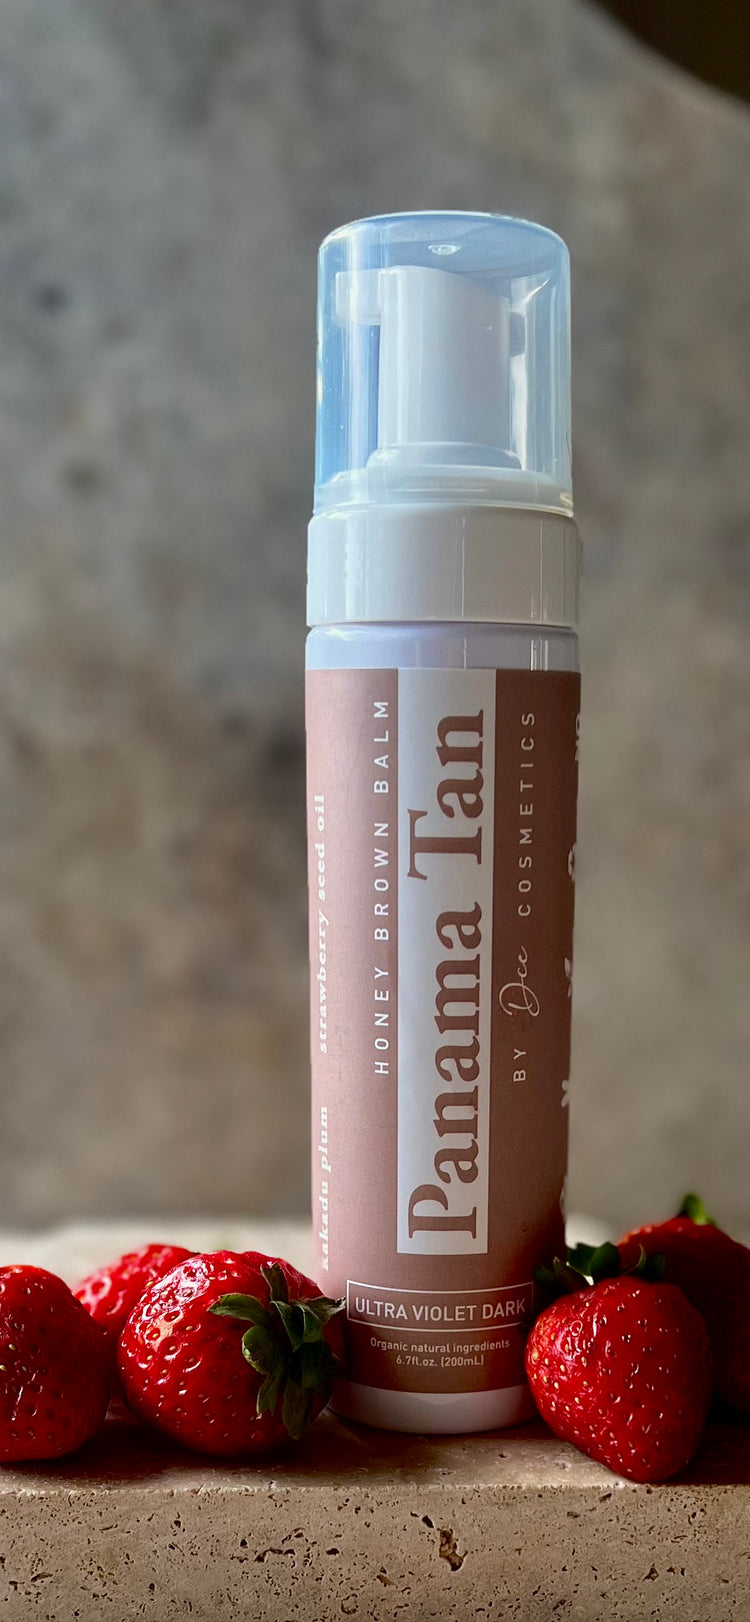 kakadu plum strawberry seed oil
HONEY BROWN BALM
Panama Tan
BY Dee COSMETICS
ULTRA VIOLET DARK
Organic natural ingredients
6.7fl.oz. (200mL)